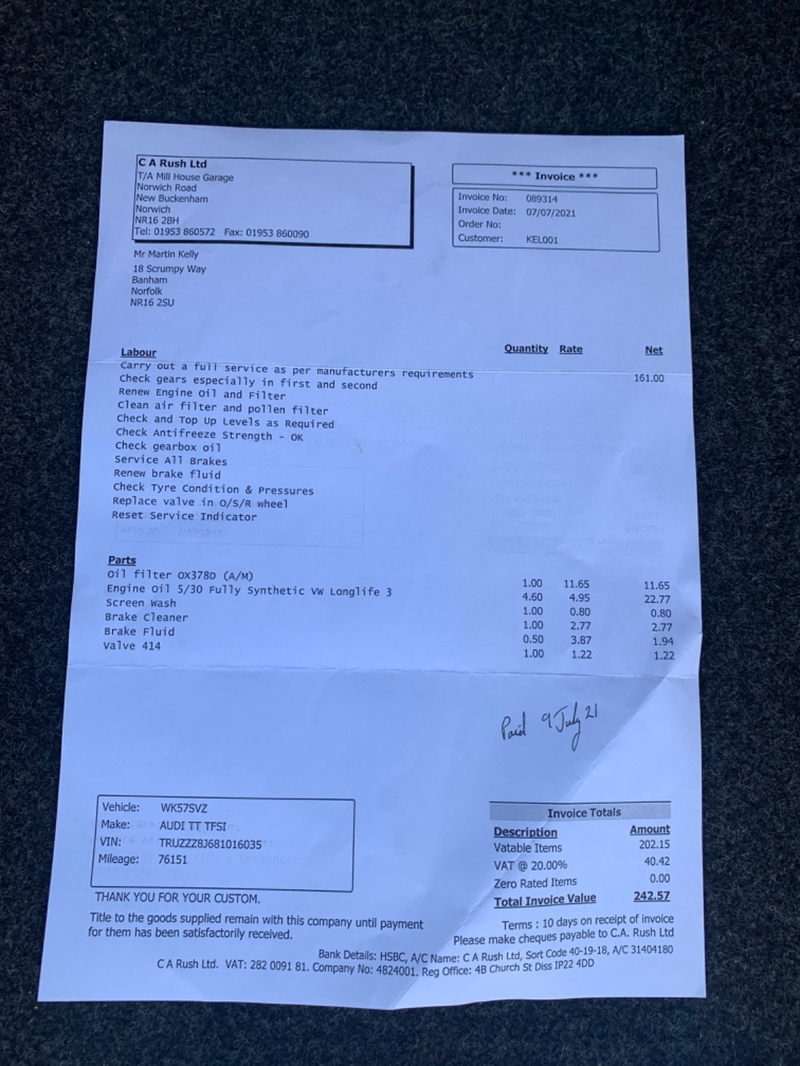 C A Rush Ltd
T/A Mill House Garage
Norwich Road
New Buckenham
Norwich
NR16 2BH
Tel: 01953 860572 Fax: 01953 860090
*** Invoice ***
Invoice No: 089314
Invoice Date: 07/07/2021
Order No:
Customer: KEL001
Mr Martin Kelly
18 Scrumpy Way
Banham
Norfolk
NR16 2SU
Labour Quantity Rate Net
Carry out a full service as per manufacturers requirements 161.00
Check gears especially in first and second
Renew Engine Oil and Filter
Clean air filter and pollen filter
Check and Top Up Levels as Required
Check Antifreeze Strength - OK
Check gearbox oil
Service All Brakes
Renew brake fluid
Check Tyre Condition & Pressures
Replace valve in O/S/R wheel
Reset Service Indicator
Parts
Oil filter OX378D (A/M) 1.00 11.65 11.65
Engine Oil 5/30 Fully Synthetic VW Longlife 3 4.60 4.95 22.77
Screen Wash 1.00 0.80 0.80
Brake Cleaner 1.00 2.77 2.77
Brake Fluid 0.50 3.87 1.94
Valve 414 1.00 1.22 1.22
Paid 9 July 21
Vehicle: WK57SVZ
Make: AUDI TT TFSI
VIN: TRUZZZ8J681016035
Mileage: 76151
Invoice Totals
Description Amount
Vatable Items 202.15
VAT @ 20.00% 40.42
Zero Rated Items 0.00
Total Invoice Value 242.57
THANK YOU FOR YOUR CUSTOM.
Title to the goods supplied remain with this company until payment
for them has been satisfactorily received.
Terms : 10 days on receipt of invoice
Please make cheques payable to C.A. Rush Ltd
Bank Details: HSBC, A/C Name: C A Rush Ltd, Sort Code 40-19-18, A/C 31404180
C A Rush Ltd. VAT: 282 0091 81. Company No: 4824001. Reg Office: 4B Church St Diss IP22 4DD